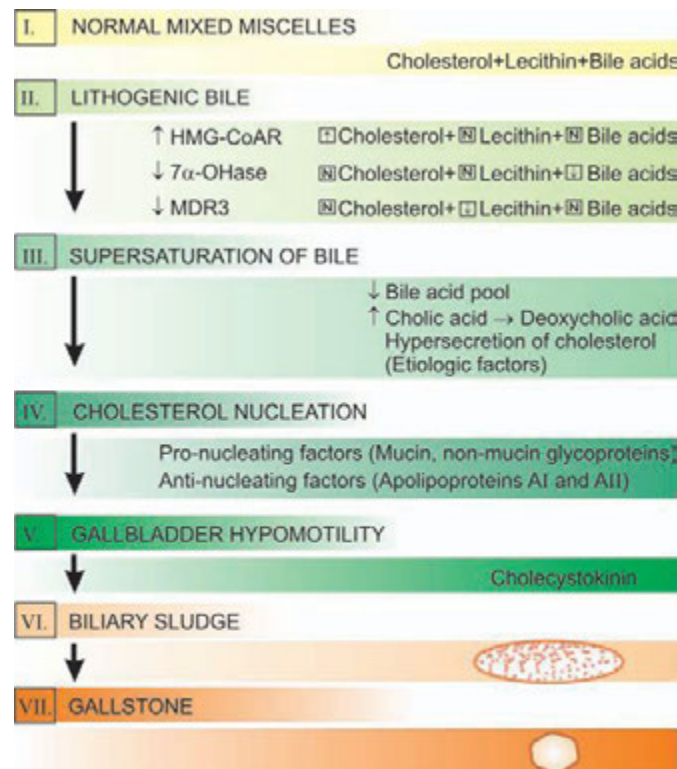 I. NORMAL MIXED MISCELLES
Cholesterol+Lecithin+Bile acids
II. LITHOGENIC BILE
↑ HMG-CoAR ↑Cholesterol+ N Lecithin+ N Bile acids
↓ 7α-OHase N Cholesterol+ N Lecithin+ ↓ Bile acids
↓ MDR3 N Cholesterol+ ↓ Lecithin+ N Bile acids
III. SUPERSATURATION OF BILE
↓ Bile acid pool
↑ Cholic acid → Deoxycholic acid
Hypersecretion of cholesterol
(Etiologic factors)
IV. CHOLESTEROL NUCLEATION
Pro-nucleating factors (Mucin, non-mucin glycoproteins)
Anti-nucleating factors (Apolipoproteins AI and AII)
V. GALLBLADDER HYPOMOTILITY
Cholecystokinin
VI. BILIARY SLUDGE
VII. GALLSTONE